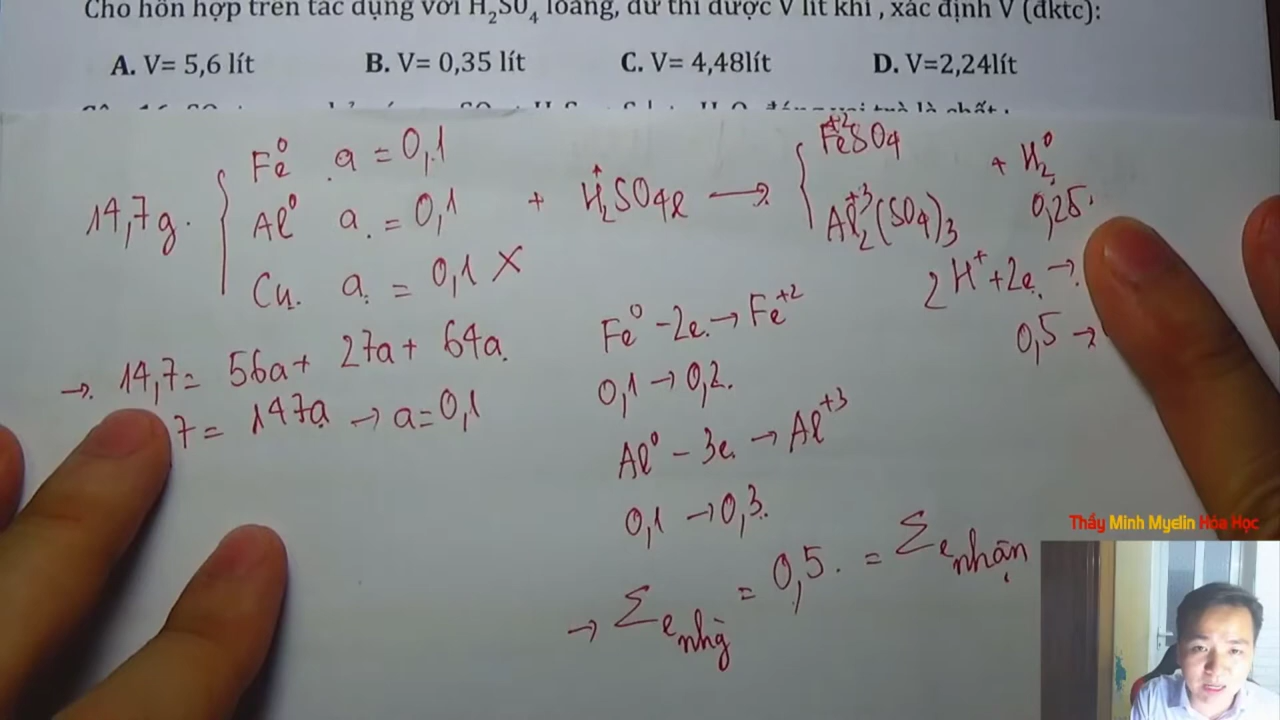 Cho hỗn hợp trên tác dụng với H₂SO₄ loãng, dư thì được V lít khí , xác định V (đktc):
A. V= 5,6 lít B. V= 0,35 lít C. V= 4,48lít D. V=2,24lít
14,7g. Fe⁰ a = 0,1
Al⁰ a = 0,1
Cu a = 0,1 X
+ H₂⁺SO₄l → Fe⁺²SO₄
Al₂⁺³(SO₄)₃
+ H₂⁰
0,25.
2H⁺+2e →
0,5 →
→ 14,7= 56a+ 27a+ 64a
7= 147a → a=0,1
Fe⁰ -2e → Fe⁺²
0,1 → 0,2.
Al⁰ - 3e → Al⁺³
0,1 → 0,3.
→ Σe nhg = 0,5. = Σe nhận
Thầy Minh Myelin Hóa Học